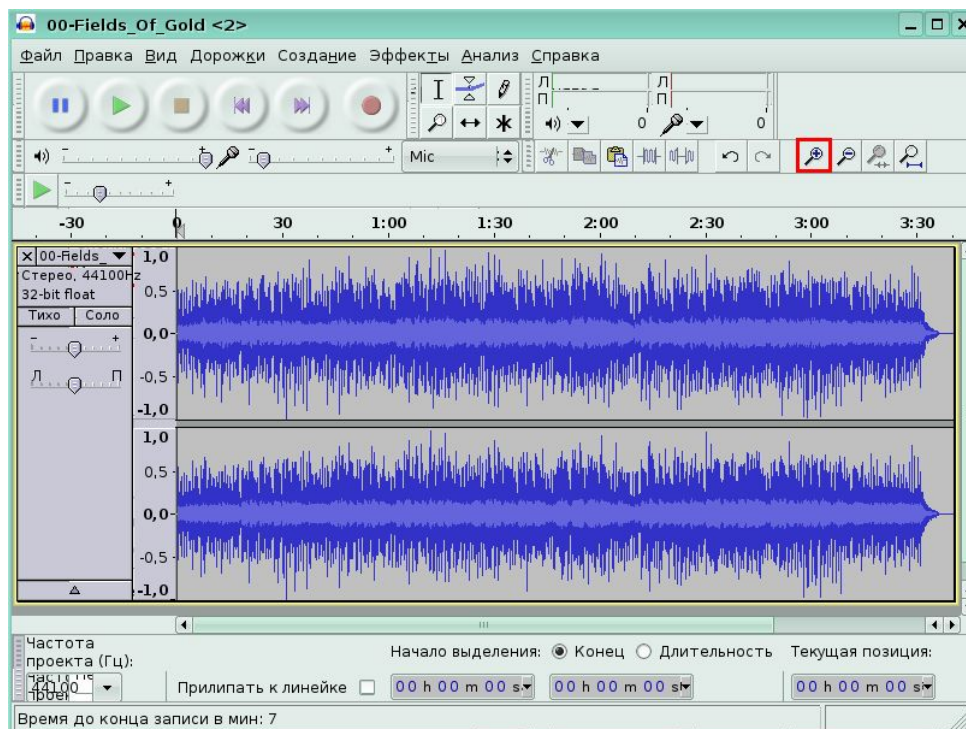 00-Fields_Of_Gold <2>
Файл Правка Вид Дорожки Создание Эффекты Анализ Справка
Л Л
П П
0 0
Mic
-30 0 30 1:00 1:30 2:00 2:30 3:00 3:30
00-Fields_
Стерео, 44100Hz
32-bit float
Тихо Соло
- +
Л П
1,0
0,5
0,0
-0,5
-1,0
1,0
0,5
0,0
-0,5
-1,0
Частота
проекта (Гц):
44100
Прилипать к линейке
Начало выделения: Конец Длительность Текущая позиция:
00 h 00 m 00 s 00 h 00 m 00 s 00 h 00 m 00 s
Время до конца записи в мин: 7